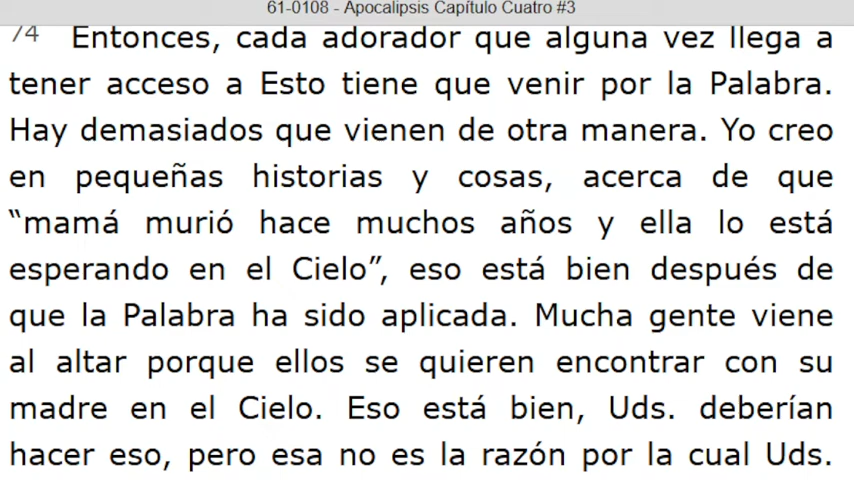 61-0108 - Apocalipsis Capítulo Cuatro #3
74 Entonces, cada adorador que alguna vez llega a
tener acceso a Esto tiene que venir por la Palabra.
Hay demasiados que vienen de otra manera. Yo creo
en pequeñas historias y cosas, acerca de que
“mamá murió hace muchos años y ella lo está
esperando en el Cielo”, eso está bien después de
que la Palabra ha sido aplicada. Mucha gente viene
al altar porque ellos se quieren encontrar con su
madre en el Cielo. Eso está bien, Uds. deberían
hacer eso, pero esa no es la razón por la cual Uds.